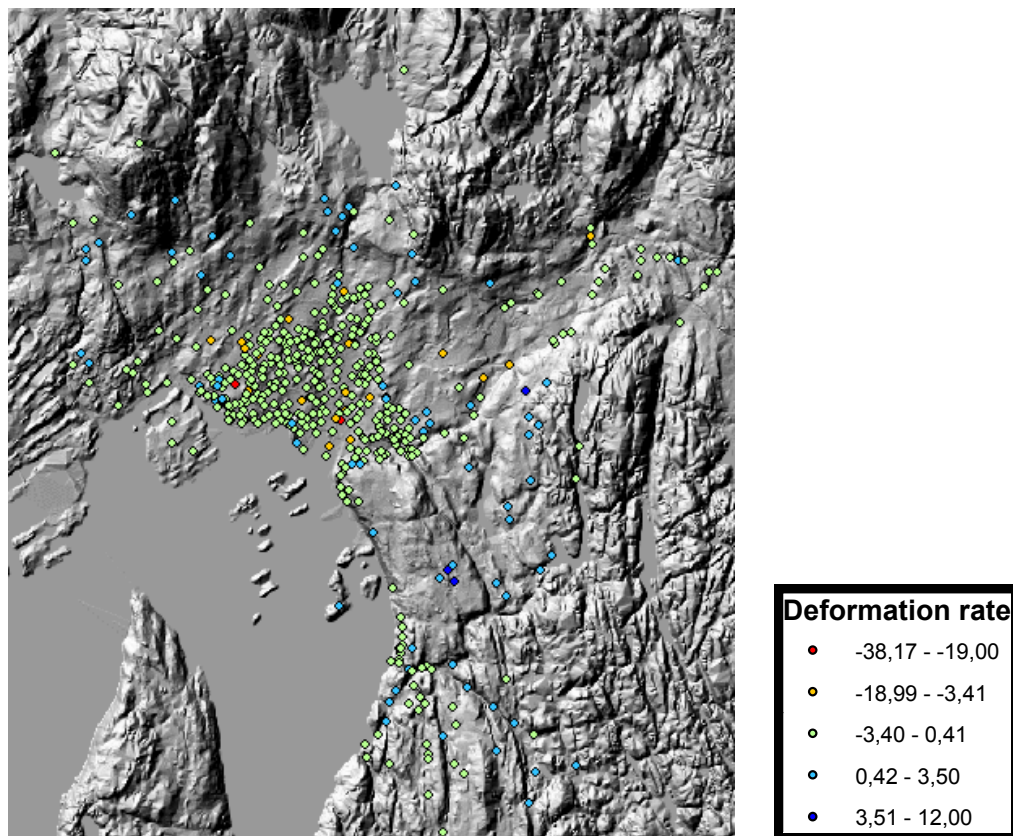 Deformation rate
-38,17 - -19,00
-18,99 - -3,41
-3,40 - 0,41
0,42 - 3,50
3,51 - 12,00